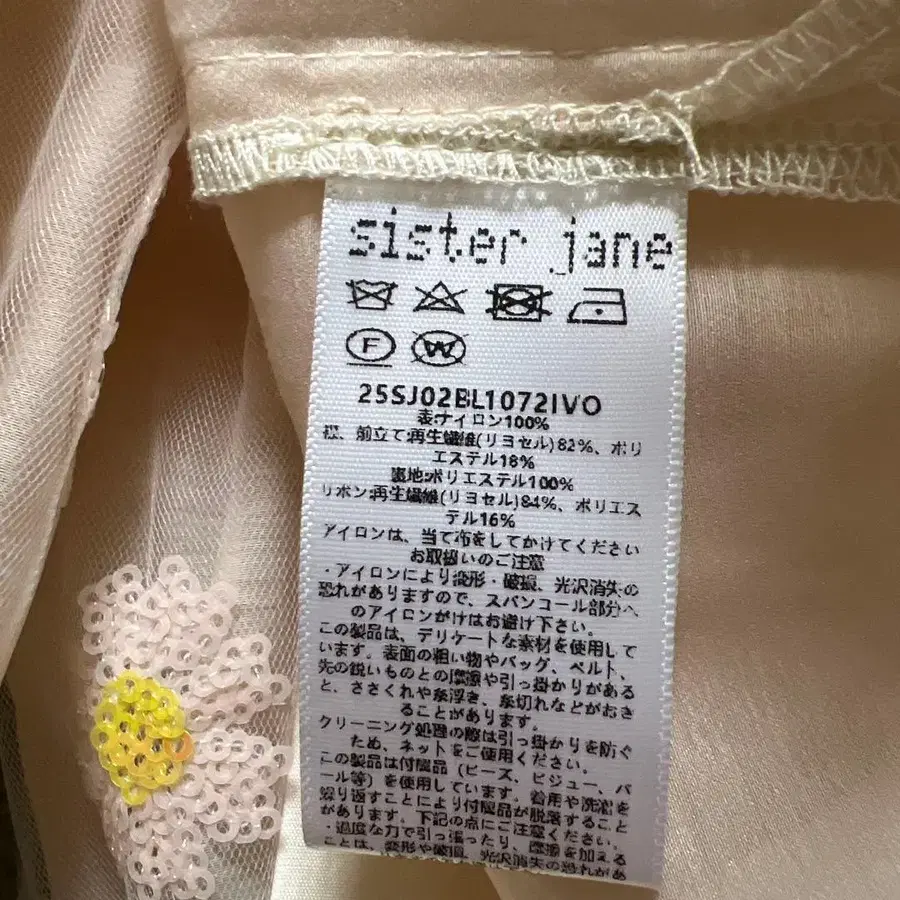 sister jane
F W
25SJ02BL1072IVO
表:ナイロン100%
襟、前立て:再生繊維(リヨセル)82%、ポリ
エステル18%
裏地:ポリエステル100%
リボン:再生繊維(リヨセル)84%、ポリエス
テル16%
アイロンは、当て布をしてかけてください
お取扱いのご注意
・アイロンにより変形・破損、光沢消失の
恐れがありますので、スパンコール部分へ
のアイロンがけはお避け下さい。
この製品は、デリケートな素材を使用して
います。表面の粗い物やバッグ、ベルト、
先の鋭いものとの摩擦や引っ掛かりがある
と、ささくれや糸浮き、糸切れなどがおき
ることがあります。
クリーニング処理の際は引っ掛かりを防ぐ
ため、ネットをご使用ください。
この製品は付属品(ビーズ、ビジュー、パ
ール等)を使用しています。着用や洗濯を
繰り返すことにより付属品が脱落すること
があります。下記の点にご注意ください。
・過度な力で引っ張ったり、摩擦を加える
ことは、変形や破損、光沢消失の恐れがあ